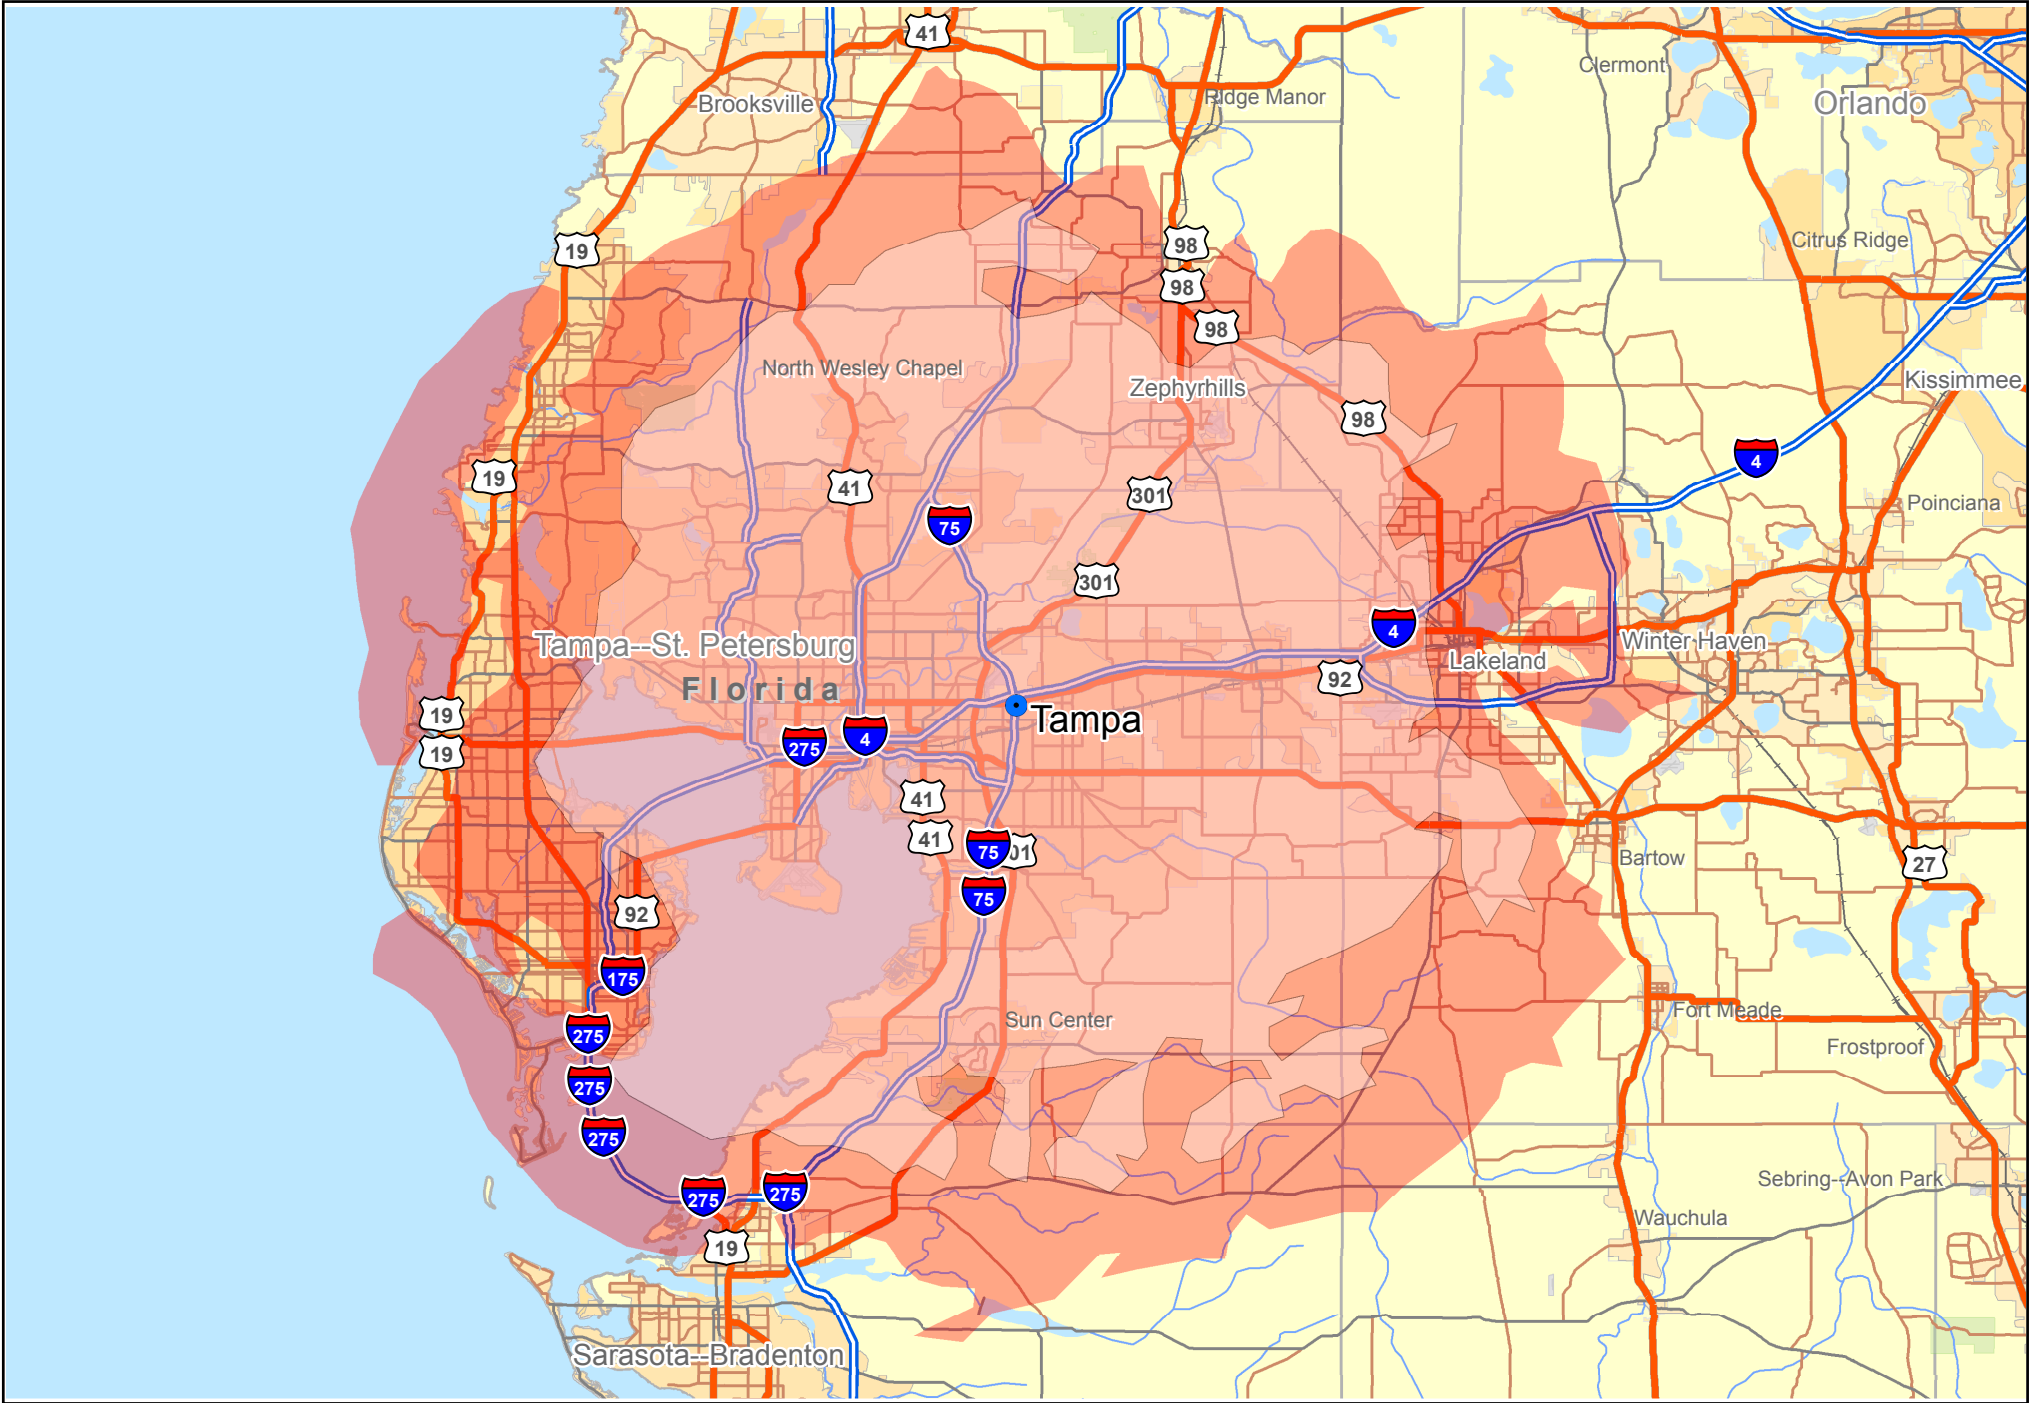 41
Clermont
Brooksville
Ridge Manor
Orlando
19
98
Citrus Ridge
98
98
North Wesley Chapel
Zephyrhills
Kissimmee
98
4
19
41
301
Poinciana
75
301
4
Tampa--St. Petersburg
Winter Haven
Lakeland
92
Florida
19
Tampa
275
4
19
41
41
75
01
Bartow
27
75
92
175
Fort Meade
Sun Center
275
Frostproof
275
275
Sebring--Avon Park
275
275
Wauchula
19
Sarasota--Bradenton